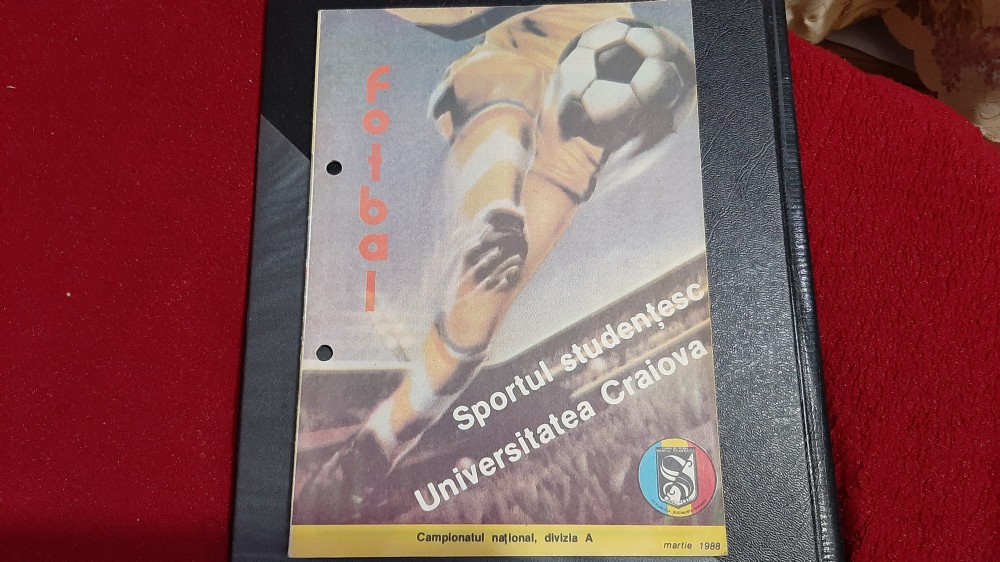 fotbal
Sportul studențesc
Universitatea Craiova
Campionatul național, divizia A
martie 1988